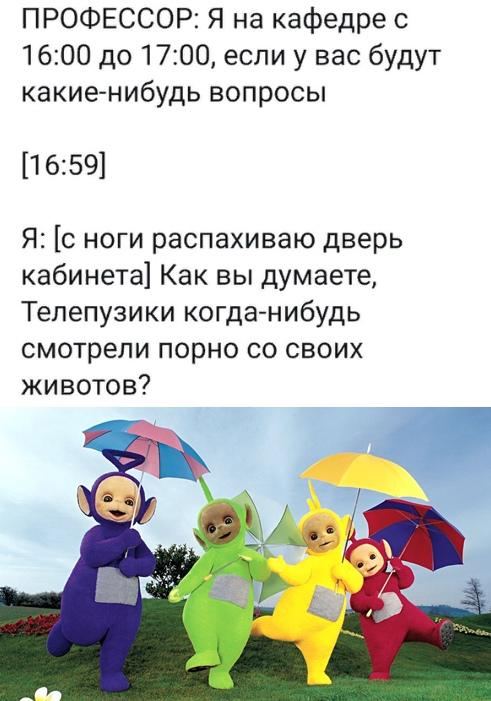 ПРОФЕССОР: Я на кафедре с
16:00 до 17:00, если у вас будут
какие-нибудь вопросы
[16:59]
Я: [с ноги распахиваю дверь
кабинета] Как вы думаете,
Телепузики когда-нибудь
смотрели порно со своих
животов?